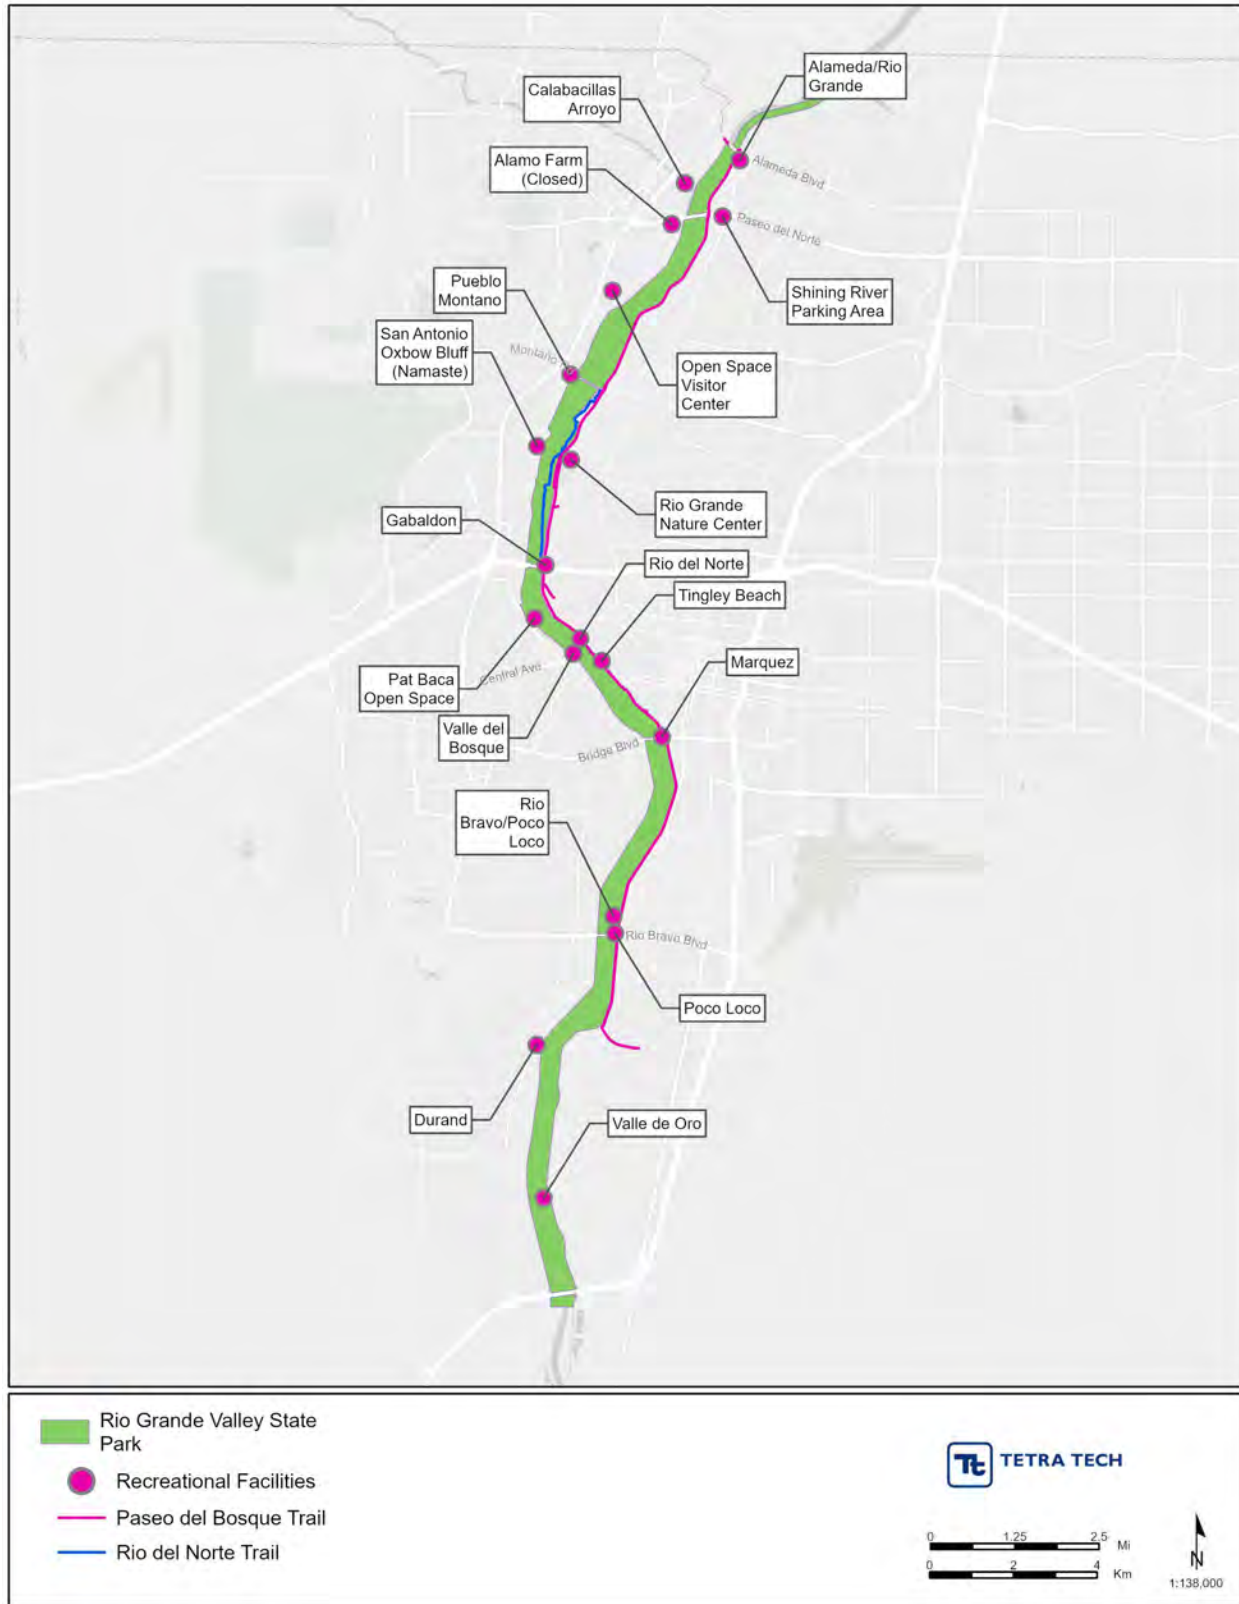 Alameda/Rio
Grande
Calabacillas
Arroyo
Alamo Farm
(Closed)
Alameda Blvd
Paseo del Norte
Pueblo
Montano
Shining River
Parking Area
San Antonio
Oxbow Bluff
(Namaste)
Montaño
Open Space
Visitor
Center
Rio Grande
Nature Center
Gabaldon
Rio del Norte
Tingley Beach
Pat Baca
Open Space
Central Ave
Marquez
Valle del
Bosque
Bridge Blvd
Rio
Bravo/Poco
Loco
Rio Bravo Blvd
Poco Loco
Durand
Valle de Oro
Rio Grande Valley State
Park
Recreational Facilities
Paseo del Bosque Trail
Rio del Norte Trail
Tt TETRA TECH
0 1.25 2.5
Mi
0 2 4
Km
N
1:138,000